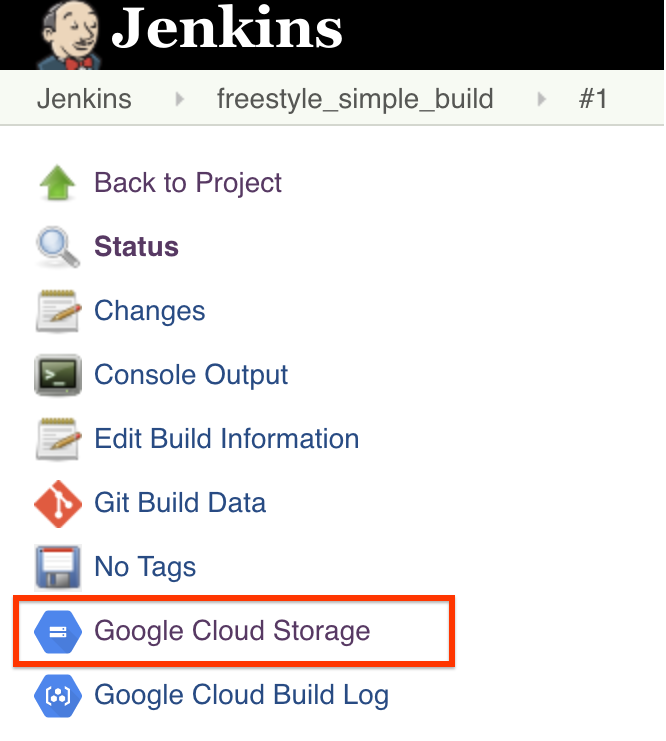 Jenkins
Jenkins freestyle_simple_build #1
Back to Project
Status
Changes
Console Output
Edit Build Information
Git Build Data
No Tags
Google Cloud Storage
Google Cloud Build Log